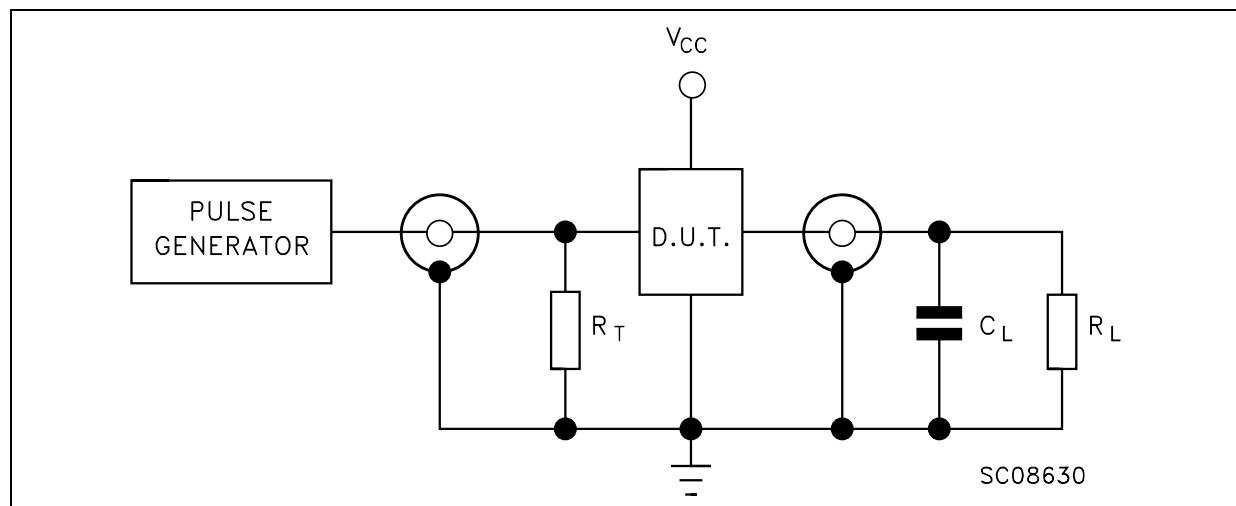 VCC
PULSE
GENERATOR
D.U.T.
RT
CL
RL
SC08630